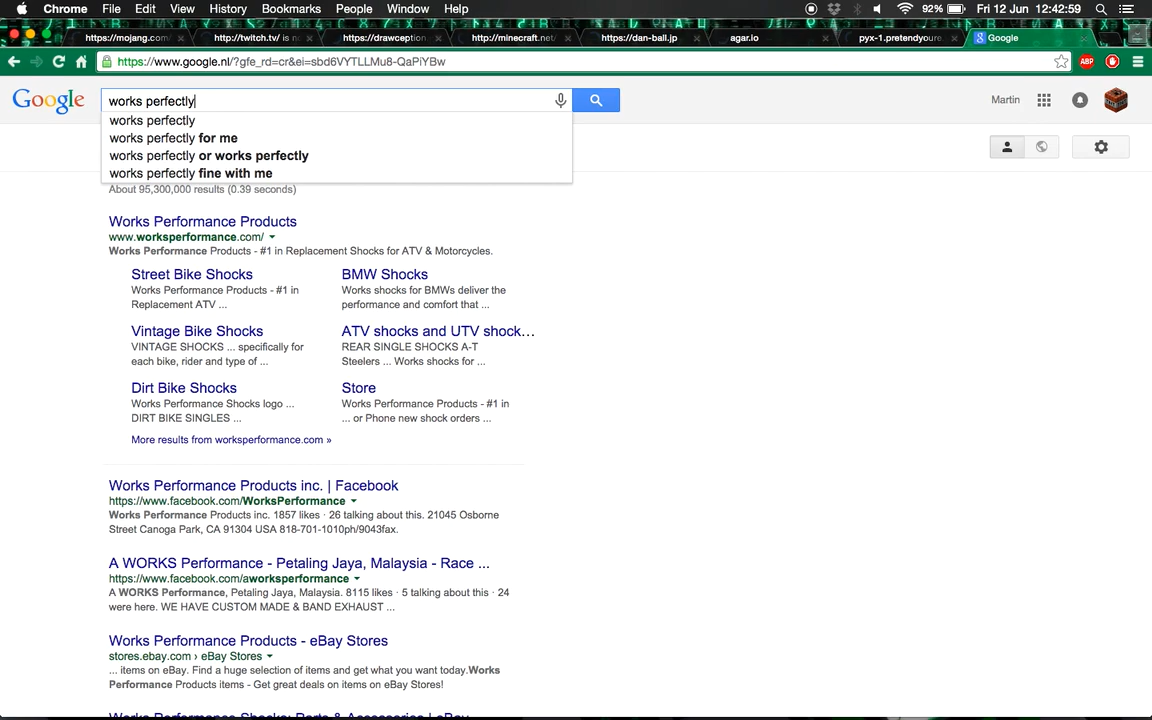 Chrome File Edit View History Bookmarks People Window Help 92% Fri 12 Jun 12:42:59
https://mojang.com/ http://twitch.tv/ is n https://drawception http://minecraft.net/ https://dan-ball.jp agar.io pyx-1.pretendyoure. Google
https://www.google.nl/?gfe_rd=cr&ei=sbd6VYTLLMu8-QaPiYBw ABP
Google works perfectly Martin
works perfectly
works perfectly for me
works perfectly or works perfectly
works perfectly fine with me
About 95,300,000 results (0.39 seconds)
Works Performance Products
www.worksperformance.com/
Works Performance Products - #1 in Replacement Shocks for ATV & Motorcycles.
Street Bike Shocks
Works Performance Products - #1 in
Replacement ATV ...
BMW Shocks
Works shocks for BMWs deliver the
performance and comfort that ...
Vintage Bike Shocks
VINTAGE SHOCKS ... specifically for
each bike, rider and type of ...
ATV shocks and UTV shock...
REAR SINGLE SHOCKS A-T
Steelers ... Works shocks for ...
Dirt Bike Shocks
Works Performance Shocks logo ...
DIRT BIKE SINGLES ...
Store
Works Performance Products - #1 in
... or Phone new shock orders ...
More results from worksperformance.com »
Works Performance Products inc. | Facebook
https://www.facebook.com/WorksPerformance
Works Performance Products inc. 1857 likes · 26 talking about this. 21045 Osborne
Street Canoga Park, CA 91304 USA 818-701-1010ph/9043fax.
A WORKS Performance - Petaling Jaya, Malaysia - Race ...
https://www.facebook.com/aworksperformance
A WORKS Performance, Petaling Jaya, Malaysia. 8115 likes · 5 talking about this · 24
were here. WE HAVE CUSTOM MADE & BAND EXHAUST ...
Works Performance Products - eBay Stores
stores.ebay.com › eBay Stores
... items on eBay. Find a huge selection of items and get what you want today.Works
Performance Products items - Get great deals on items on eBay Stores!
Works Performance Shocks: Parts & Accessories | eBay